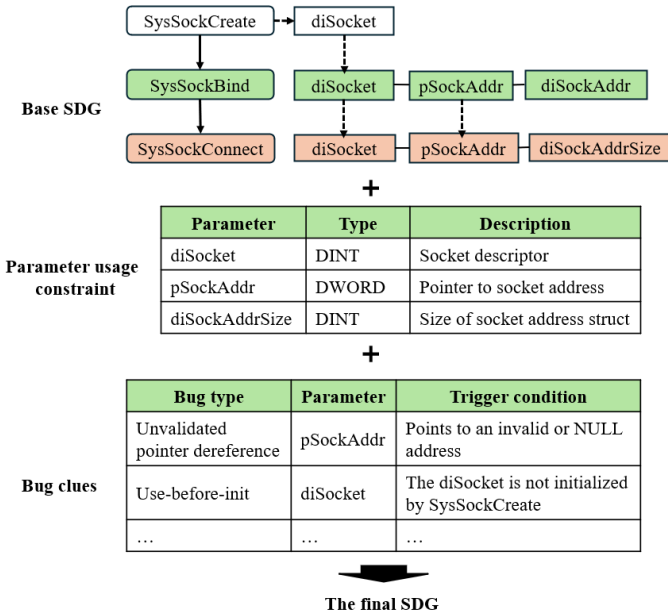 SysSockCreate diSocket
Base SDG
SysSockBind diSocket pSockAddr diSockAddr
SysSockConnect diSocket pSockAddr diSockAddrSize
+
Parameter usage
constraint
Parameter Type Description
diSocket DINT Socket descriptor
pSockAddr DWORD Pointer to socket address
diSockAddrSize DINT Size of socket address struct
+
Bug clues
Bug type Parameter Trigger condition
Unvalidated
pointer dereference
pSockAddr
Points to an invalid or NULL
address
Use-before-init
diSocket
The diSocket is not initialized
by SysSockCreate
… … …
The final SDG